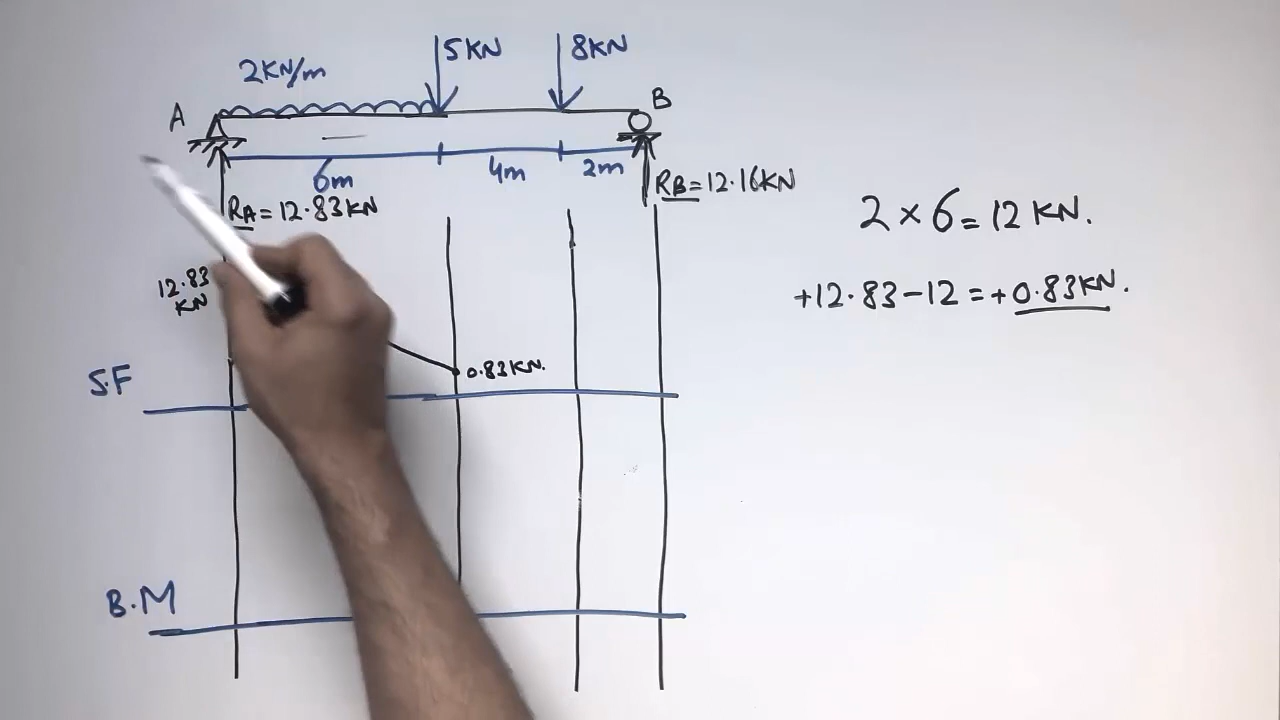 2KN/m
5KN
8KN
A
B
6m
4m
2m
RA=12.83KN
RB=12.16KN
12.83
KN
0.83KN.
S.F
B.M
2×6=12 KN.
+12.83-12=+0.83KN.